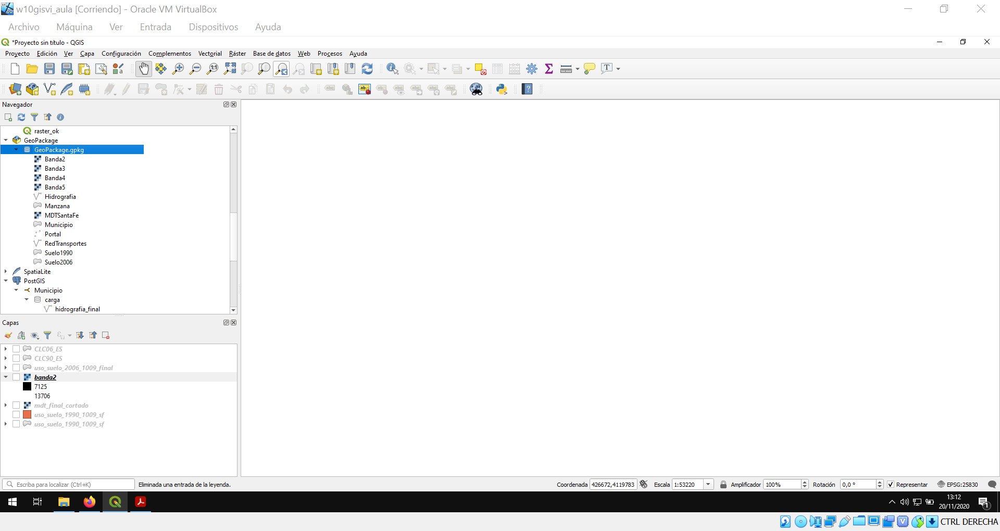 w10gisvi_aula [Corriendo] - Oracle VM VirtualBox
Archivo Máquina Ver Entrada Dispositivos Ayuda
*Proyecto sin título - QGIS
Proyecto Edición Ver Capa Configuración Complementos Vectorial Ráster Base de datos Web Procesos Ayuda
Navegador
raster_ok
GeoPackage
GeoPackage.gpkg
Banda2
Banda3
Banda4
Banda5
Hidrografia
Manzana
MDTSantaFe
Municipio
Portal
RedTransportes
Suelo1990
Suelo2006
SpatiaLite
PostGIS
Municipio
carga
hidrografia_final
Capas
CLC06_ES
CLC90_ES
uso_suelo_2006_1009_final
banda2
7125
13706
mdt_final_cortado
uso_suelo_1990_1009_sf
uso_suelo_1990_1009_sf
Escriba para localizar (Ctrl+K) Eliminada una entrada de la leyenda. Coordenada 426672,4119783 Escala 1:53220 Amplificador 100% Rotación 0,0 ° Representar EPSG:25830
13:12
20/11/2020
1
CTRL DERECHA